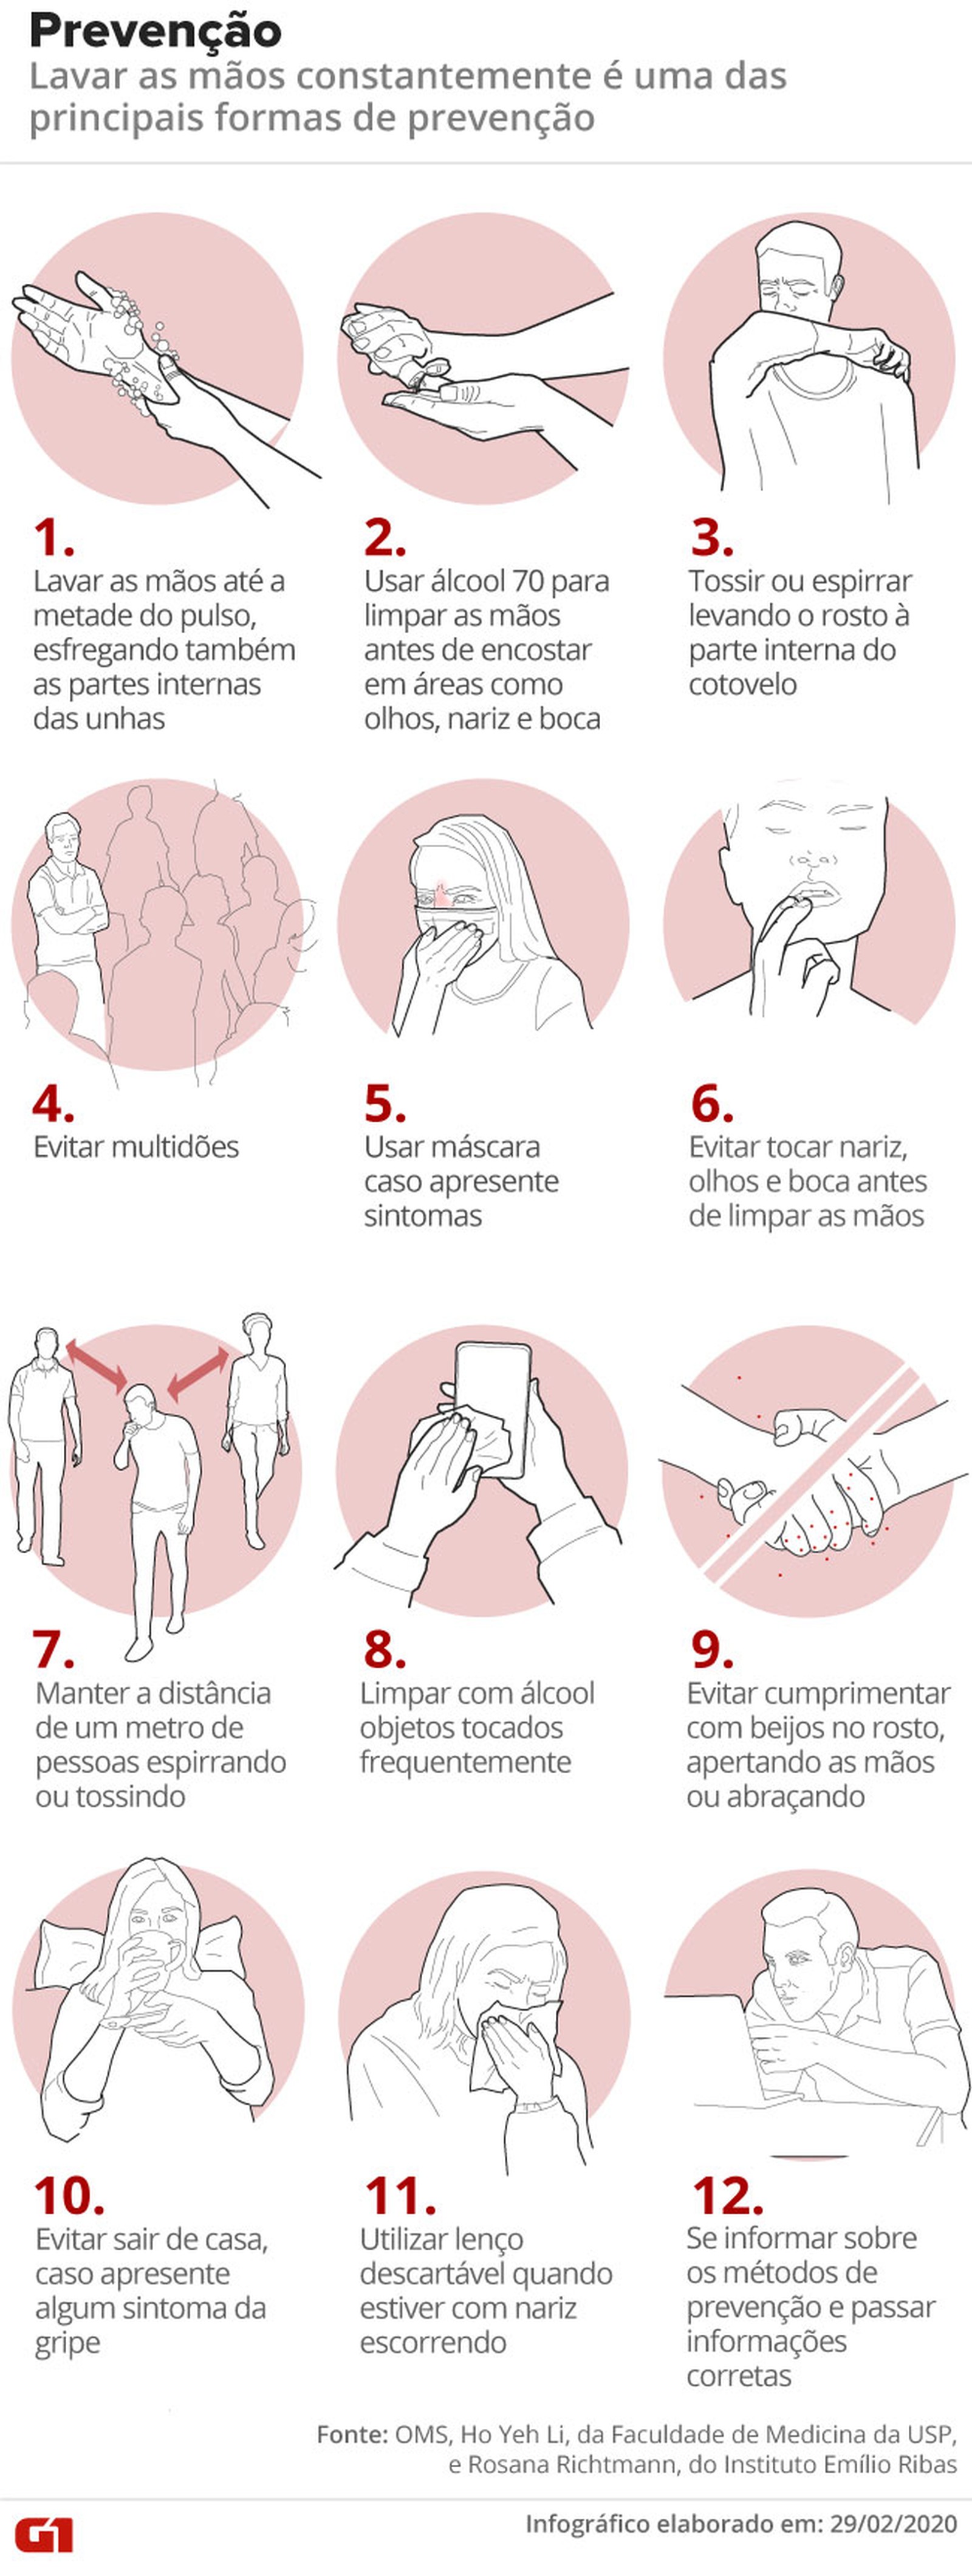 Prevenção
Lavar as mãos constantemente é uma das
principais formas de prevenção
1.
Lavar as mãos até a
metade do pulso,
esfregando também
as partes internas
das unhas
2.
Usar álcool 70 para
limpar as mãos
antes de encostar
em áreas como
olhos, nariz e boca
3.
Tossir ou espirrar
levando o rosto à
parte interna do
cotovelo
4.
Evitar multidões
5.
Usar máscara
caso apresente
sintomas
6.
Evitar tocar nariz,
olhos e boca antes
de limpar as mãos
7.
Manter a distância
de um metro de
pessoas espirrando
ou tossindo
8.
Limpar com álcool
objetos tocados
frequentemente
9.
Evitar cumprimentar
com beijos no rosto,
apertando as mãos
ou abraçando
10.
Evitar sair de casa,
caso apresente
algum sintoma da
gripe
11.
Utilizar lenço
descartável quando
estiver com nariz
escorrendo
12.
Se informar sobre
os métodos de
prevenção e passar
informações
corretas
Fonte: OMS, Ho Yeh Li, da Faculdade de Medicina da USP,
e Rosana Richtmann, do Instituto Emílio Ribas
G1
Infográfico elaborado em: 29/02/2020